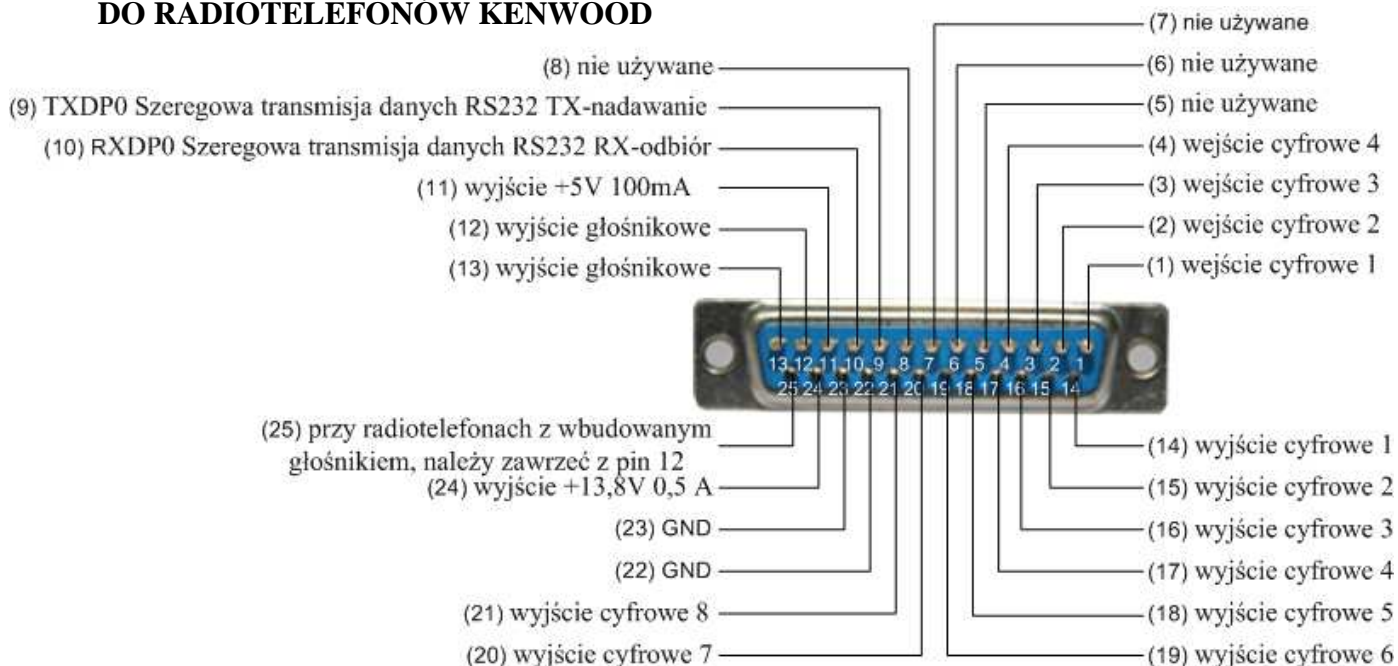 DO RADIOTELEFONÓW KENWOOD
(7) nie używane
(8) nie używane
(6) nie używane
(9) TXDP0 Szeregowa transmisja danych RS232 TX-nadawanie
(5) nie używane
(10) RXDP0 Szeregowa transmisja danych RS232 RX-odbiór
(4) wejście cyfrowe 4
(11) wyjście +5V 100mA
(3) wejście cyfrowe 3
(12) wyjście głośnikowe
(2) wejście cyfrowe 2
(13) wyjście głośnikowe
(1) wejście cyfrowe 1
13 12 11 10 9 8 7 6 5 4 3 2 1
25 24 23 22 21 20 19 18 17 16 15 14
(25) przy radiotelefonach z wbudowanym
głośnikiem, należy zawrzeć z pin 12
(24) wyjście +13,8V 0,5 A
(23) GND
(22) GND
(21) wyjście cyfrowe 8
(20) wyjście cyfrowe 7
(14) wyjście cyfrowe 1
(15) wyjście cyfrowe 2
(16) wyjście cyfrowe 3
(17) wyjście cyfrowe 4
(18) wyjście cyfrowe 5
(19) wyjście cyfrowe 6